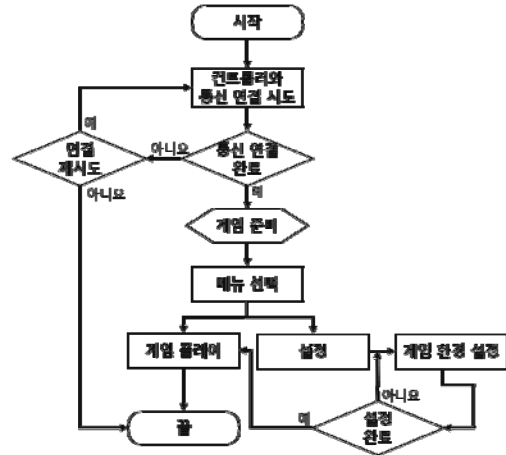 시작
컨트롤러와
통신 연결 시도
예
연결
재시도
아니요
통신 연결
완료
아니요
예
게임 준비
메뉴 선택
게임 플레이
설정
게임 환경 설정
아니요
예
설정
완료
끝